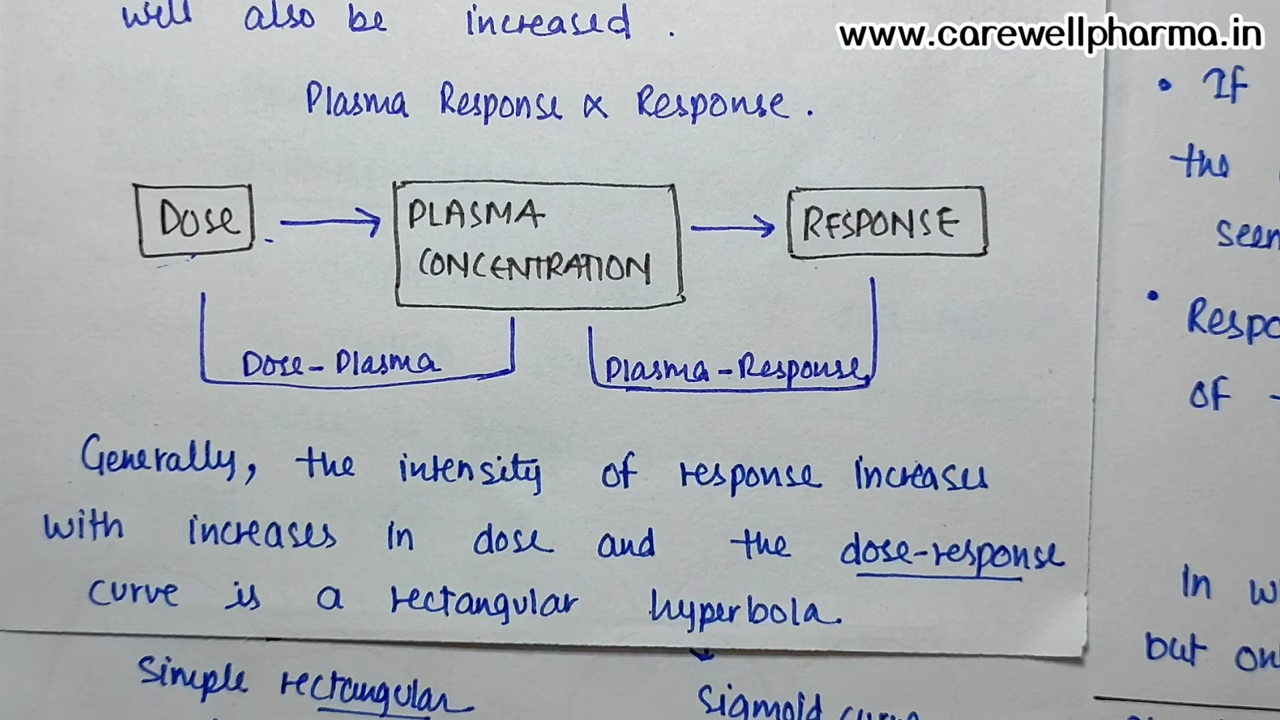 well also be increased.
www.carewellpharma.in
Plasma Response ∝ Response.
DOSE
PLASMA
CONCENTRATION
RESPONSE
Dose-Plasma
Plasma-Response
Generally, the intensity of response increases
with increases in dose and the dose-response
curve is a rectangular hyperbola.
Simple rectangular
Sigmoid curve
• If
the
seen
•
of
In
but